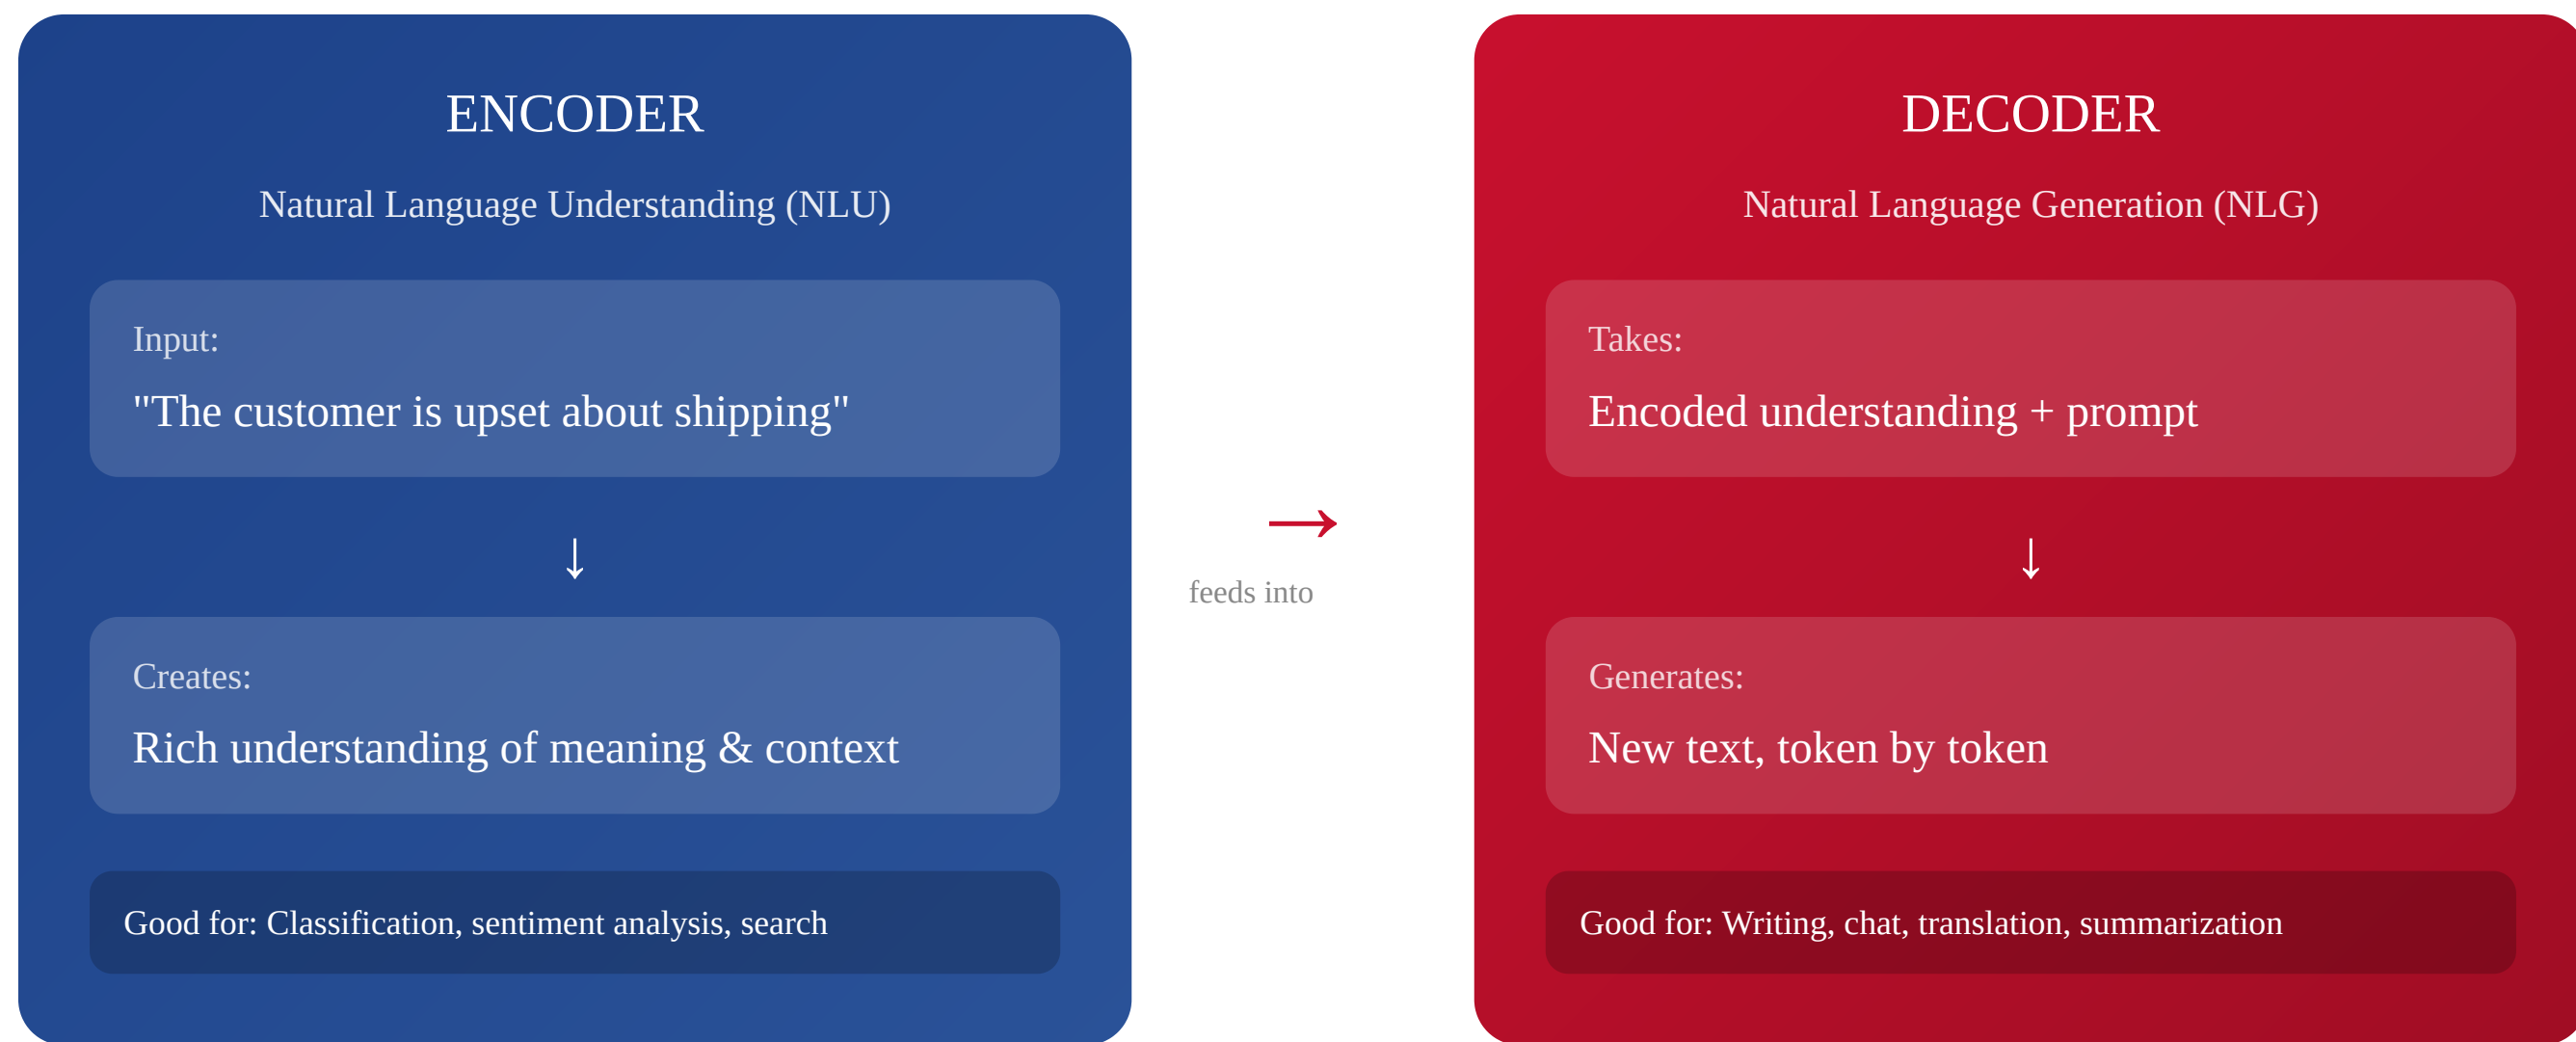 ENCODER
Natural Language Understanding (NLU)
Input:
"The customer is upset about shipping"
↓
Creates:
Rich understanding of meaning & context
Good for: Classification, sentiment analysis, search
→
feeds into
DECODER
Natural Language Generation (NLG)
Takes:
Encoded understanding + prompt
↓
Generates:
New text, token by token
Good for: Writing, chat, translation, summarization